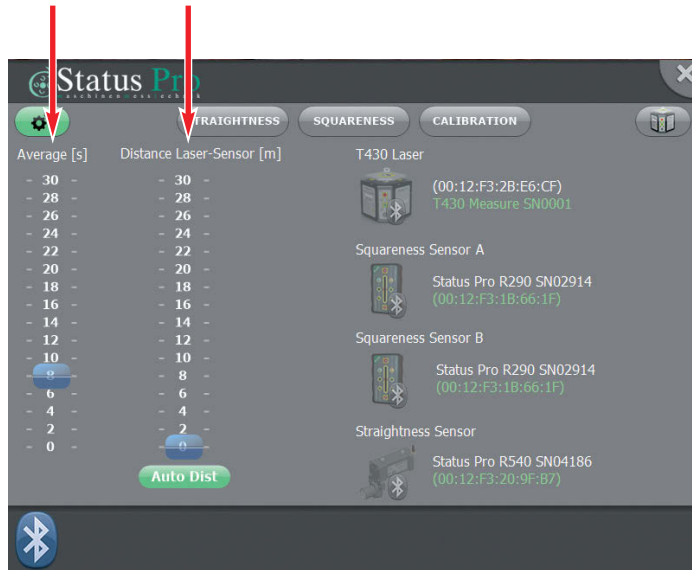 Status Pro
maschinenmesstechnik
STRAIGHTNESS
SQUARENESS
CALIBRATION
Average [s]
30
28
26
24
22
20
18
16
14
12
10
8
6
4
2
0
Distance Laser-Sensor [m]
30
28
26
24
22
20
18
16
14
12
10
8
6
4
2
0
Auto Dist
T430 Laser
(00:12:F3:2B:E6:CF)
T430 Measure SN0001
Squareness Sensor A
Status Pro R290 SN02914
(00:12:F3:1B:66:1F)
Squareness Sensor B
Status Pro R290 SN02914
(00:12:F3:1B:66:1F)
Straightness Sensor
Status Pro R540 SN04186
(00:12:F3:20:9F:B7)